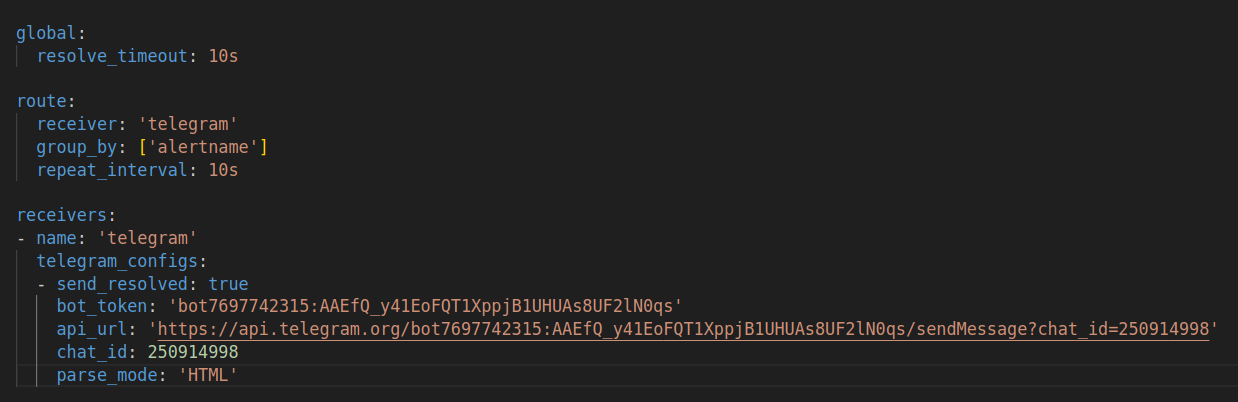 global:
  resolve_timeout: 10s

route:
  receiver: 'telegram'
  group_by: ['alertname']
  repeat_interval: 10s

receivers:
- name: 'telegram'
  telegram_configs:
  - send_resolved: true
    bot_token: 'bot7697742315:AAEfQ_y41EoFQT1XppjB1UHUAs8UF2lN0qs'
    api_url: 'https://api.telegram.org/bot7697742315:AAEfQ_y41EoFQT1XppjB1UHUAs8UF2lN0qs/sendMessage?chat_id=250914998'
    chat_id: 250914998
    parse_mode: 'HTML'